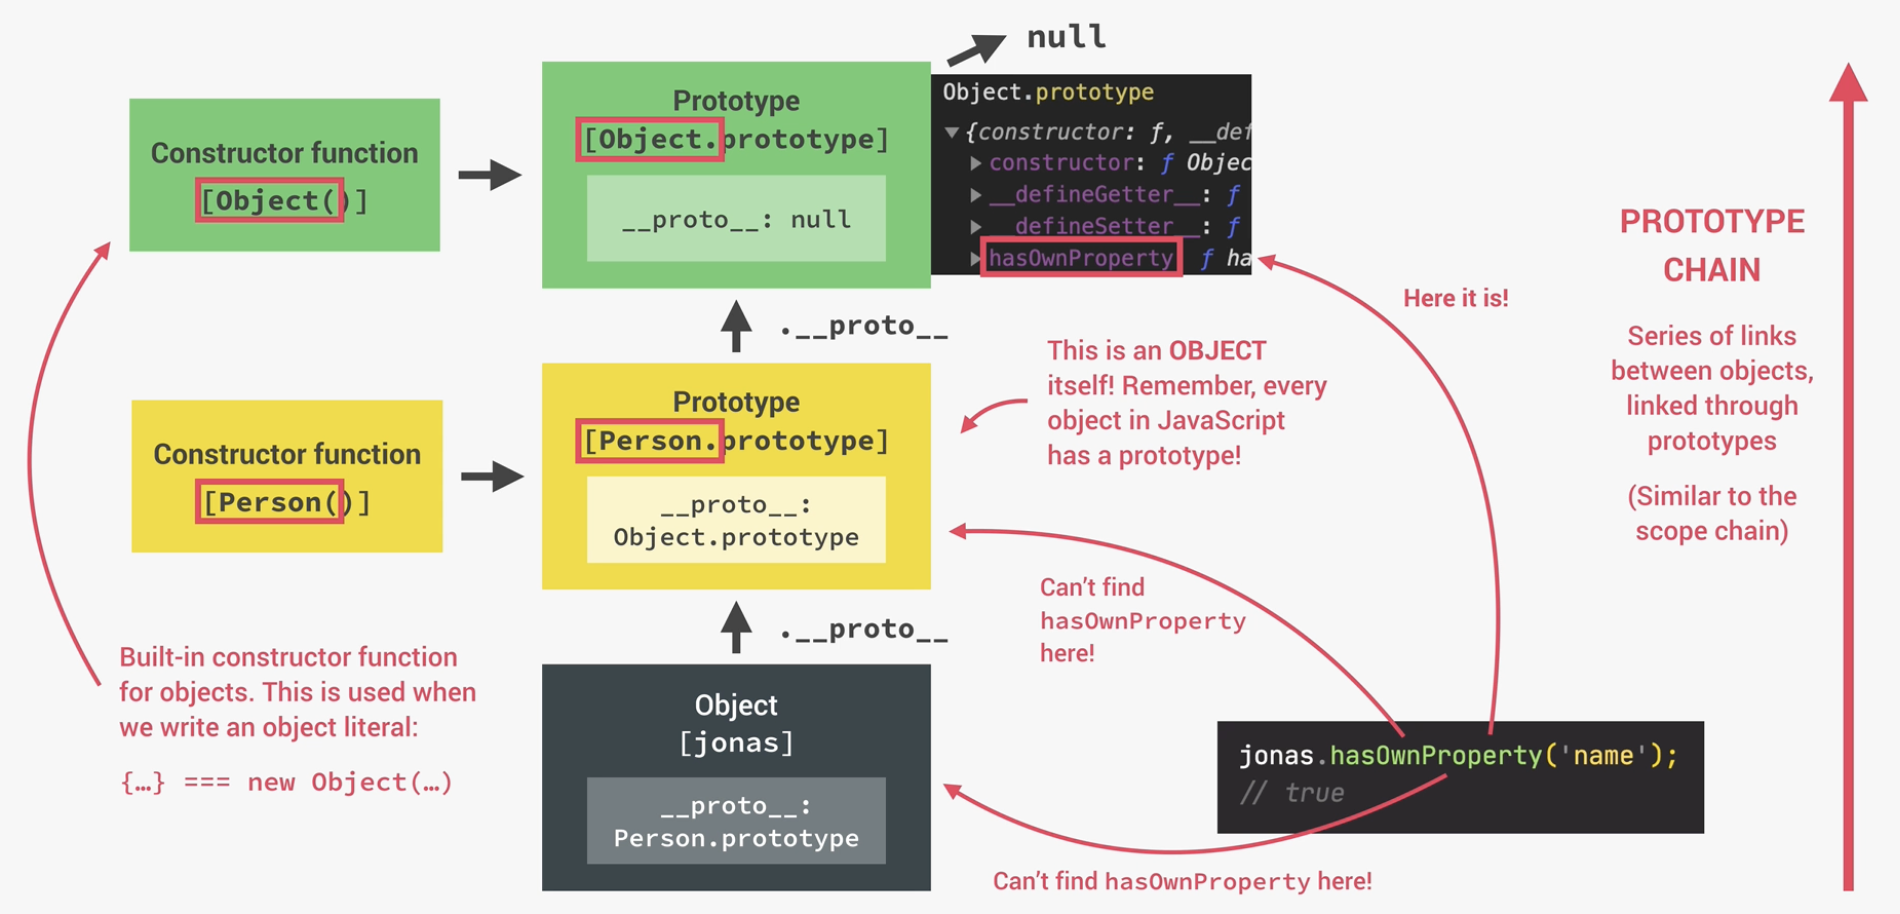 null
Constructor function
[Object()]
Prototype
[Object.prototype]
__proto__: null
Object.prototype
{constructor: ƒ, __def
constructor: ƒ Objec
__defineGetter__: ƒ
__defineSetter__: ƒ
hasOwnProperty ƒ ha
.__proto__
Here it is!
PROTOTYPE
CHAIN
Series of links
between objects,
linked through
prototypes
(Similar to the
scope chain)
Constructor function
[Person()]
Prototype
[Person.prototype]
__proto__:
Object.prototype
This is an OBJECT
itself! Remember, every
object in JavaScript
has a prototype!
.__proto__
Can't find
hasOwnProperty
here!
Built-in constructor function
for objects. This is used when
we write an object literal:
{…} === new Object(…)
Object
[jonas]
__proto__:
Person.prototype
jonas.hasOwnProperty('name');
// true
Can't find hasOwnProperty here!